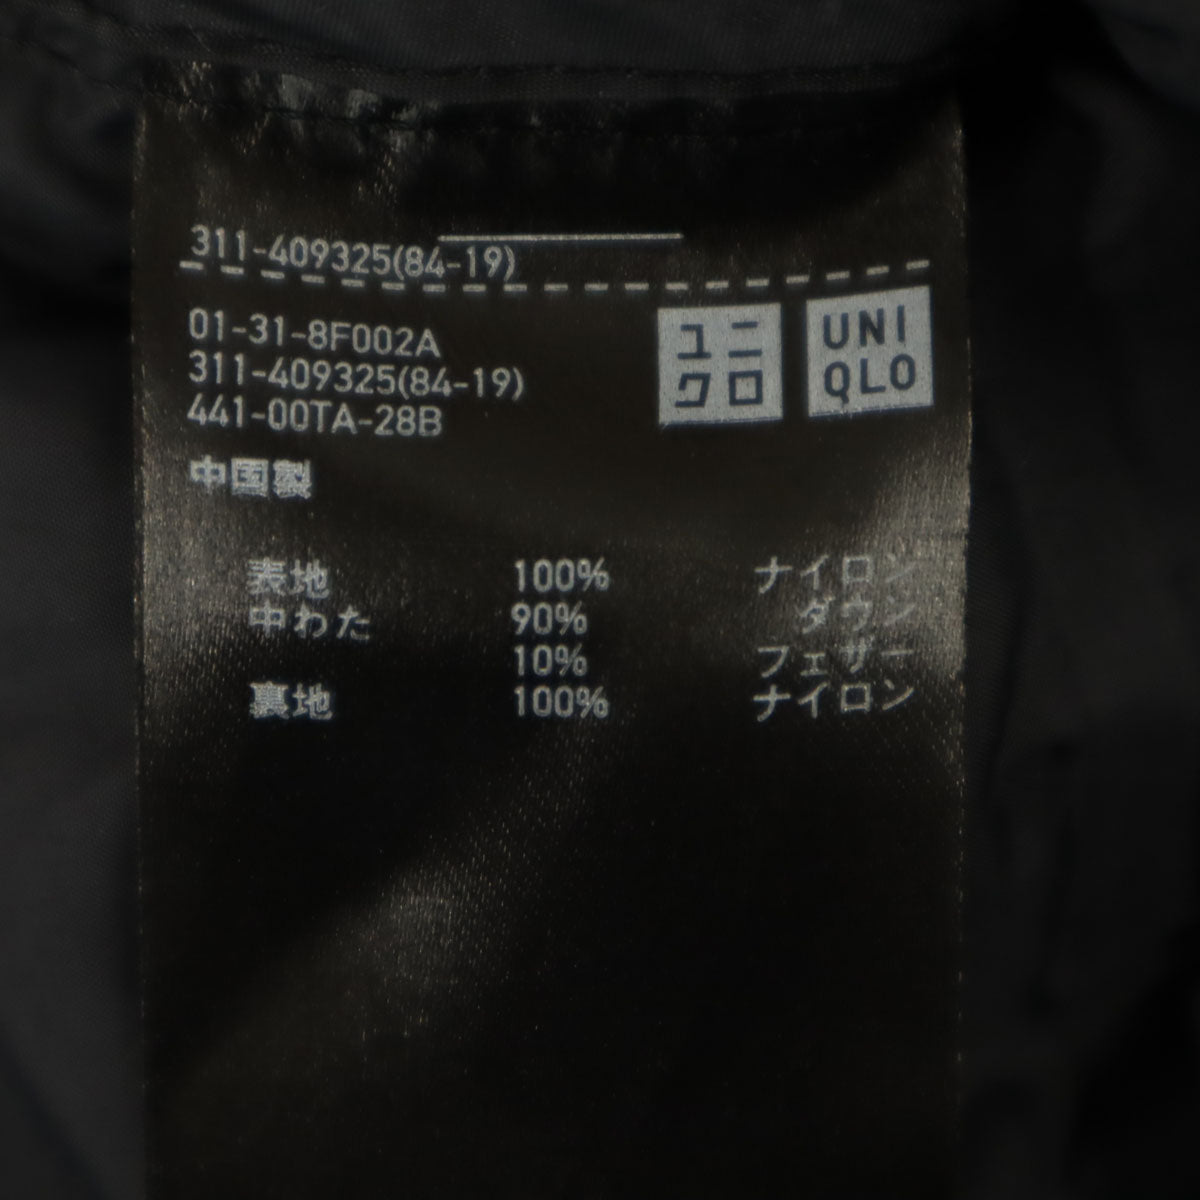 311-409325(84-19)
01-31-8F002A
311-409325(84-19)
441-00TA-28B
ユニ
クロ
UNI
QLO
中国製
表地 100% ナイロン
中わた 90% ダウン
10% フェザー
裏地 100% ナイロン